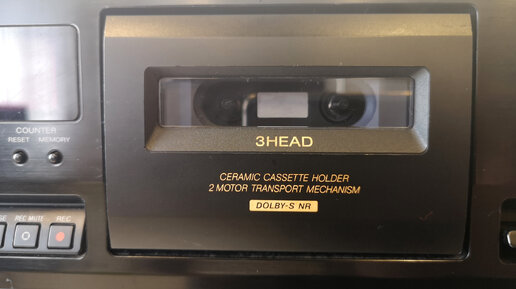 COUNTER
RESET MEMORY
3HEAD
CERAMIC CASSETTE HOLDER
2 MOTOR TRANSPORT MECHANISM
DOLBY-S NR
REC MUTE REC